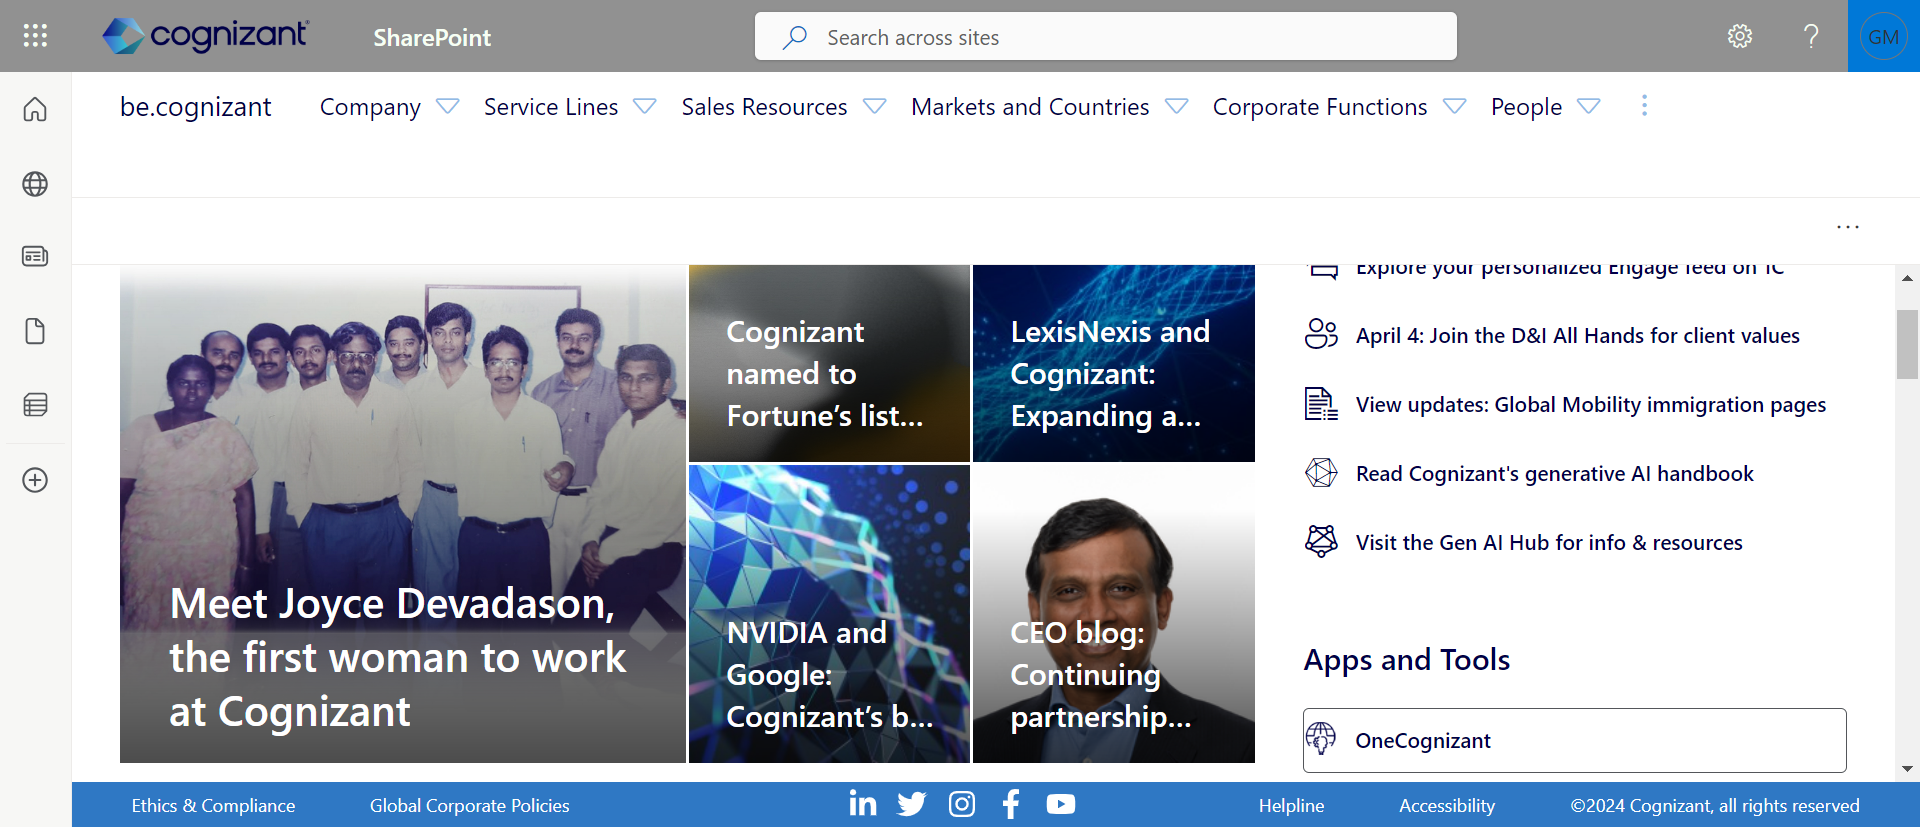 cognizant
SharePoint
Search across sites
GM
be.cognizant
Company
Service Lines
Sales Resources
Markets and Countries
Corporate Functions
People
Explore your personalized Engage feed on 1C
Cognizant
named to
Fortune’s list...
LexisNexis and
Cognizant:
Expanding a...
April 4: Join the D&I All Hands for client values
View updates: Global Mobility immigration pages
Read Cognizant's generative AI handbook
Visit the Gen AI Hub for info & resources
Meet Joyce Devadason,
the first woman to work
at Cognizant
NVIDIA and
Google:
Cognizant’s b...
CEO blog:
Continuing
partnership...
Apps and Tools
OneCognizant
Ethics & Compliance
Global Corporate Policies
Helpline
Accessibility
©2024 Cognizant, all rights reserved